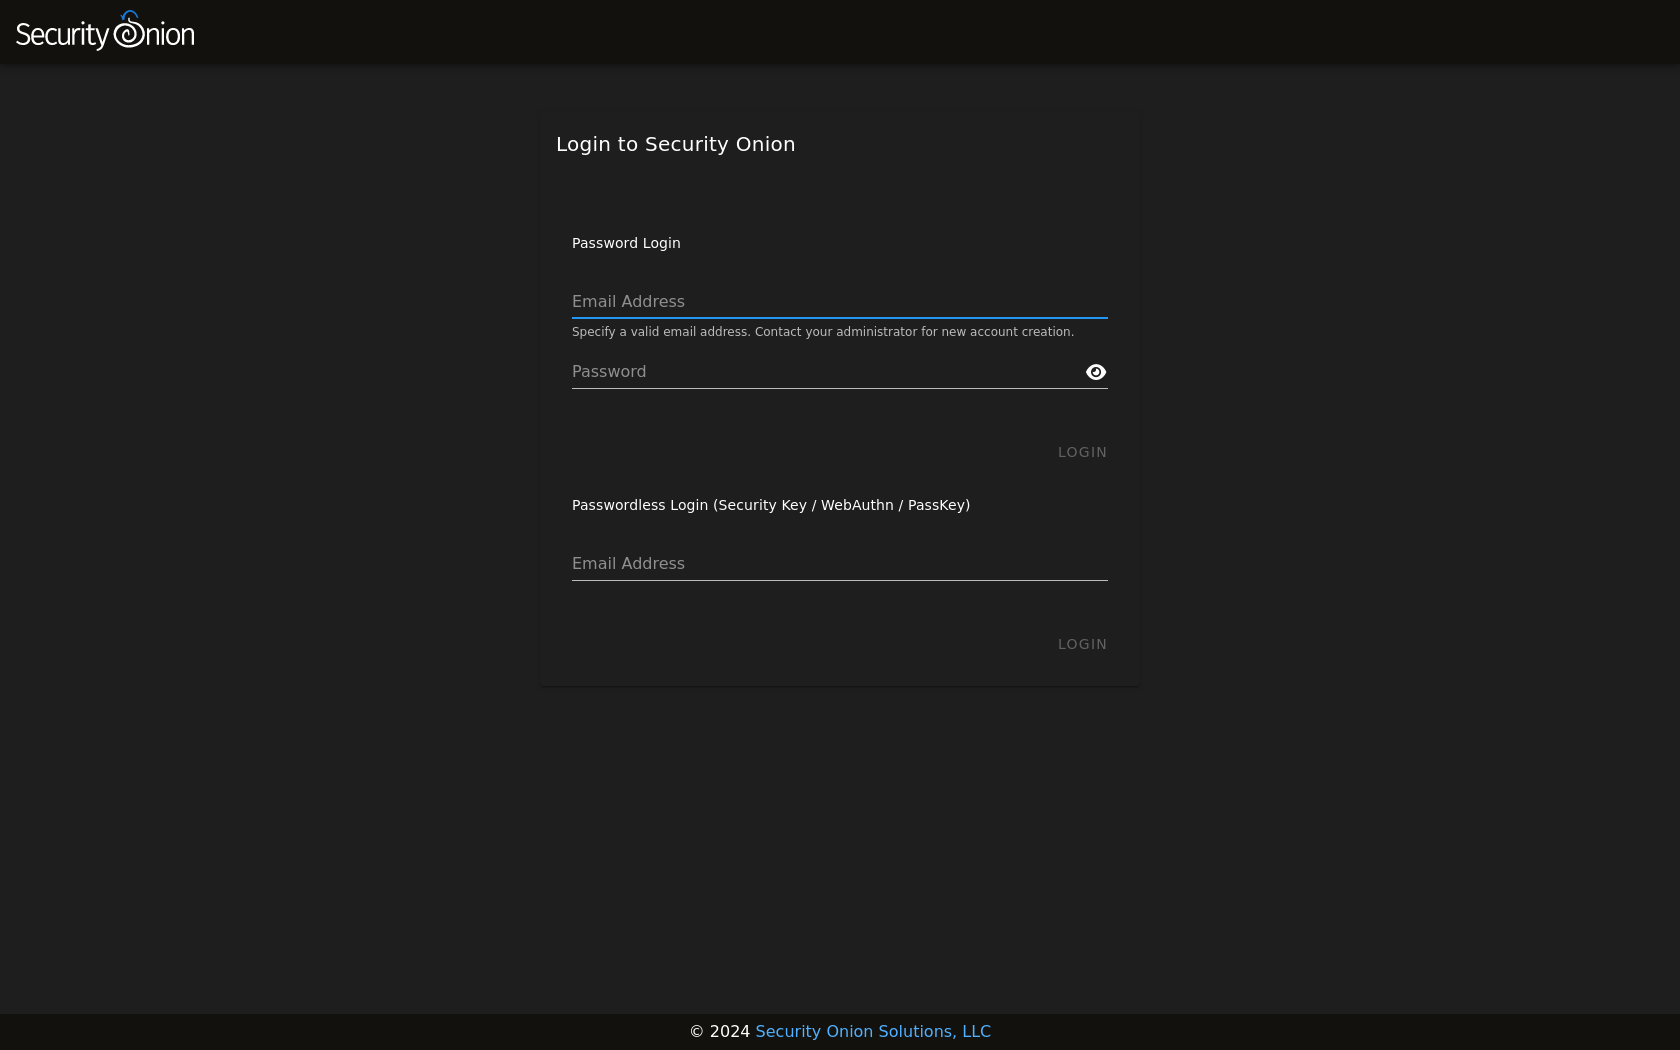 Security Onion
Login to Security Onion
Password Login
Email Address
Specify a valid email address. Contact your administrator for new account creation.
Password
LOGIN
Passwordless Login (Security Key / WebAuthn / PassKey)
Email Address
LOGIN
© 2024 Security Onion Solutions, LLC